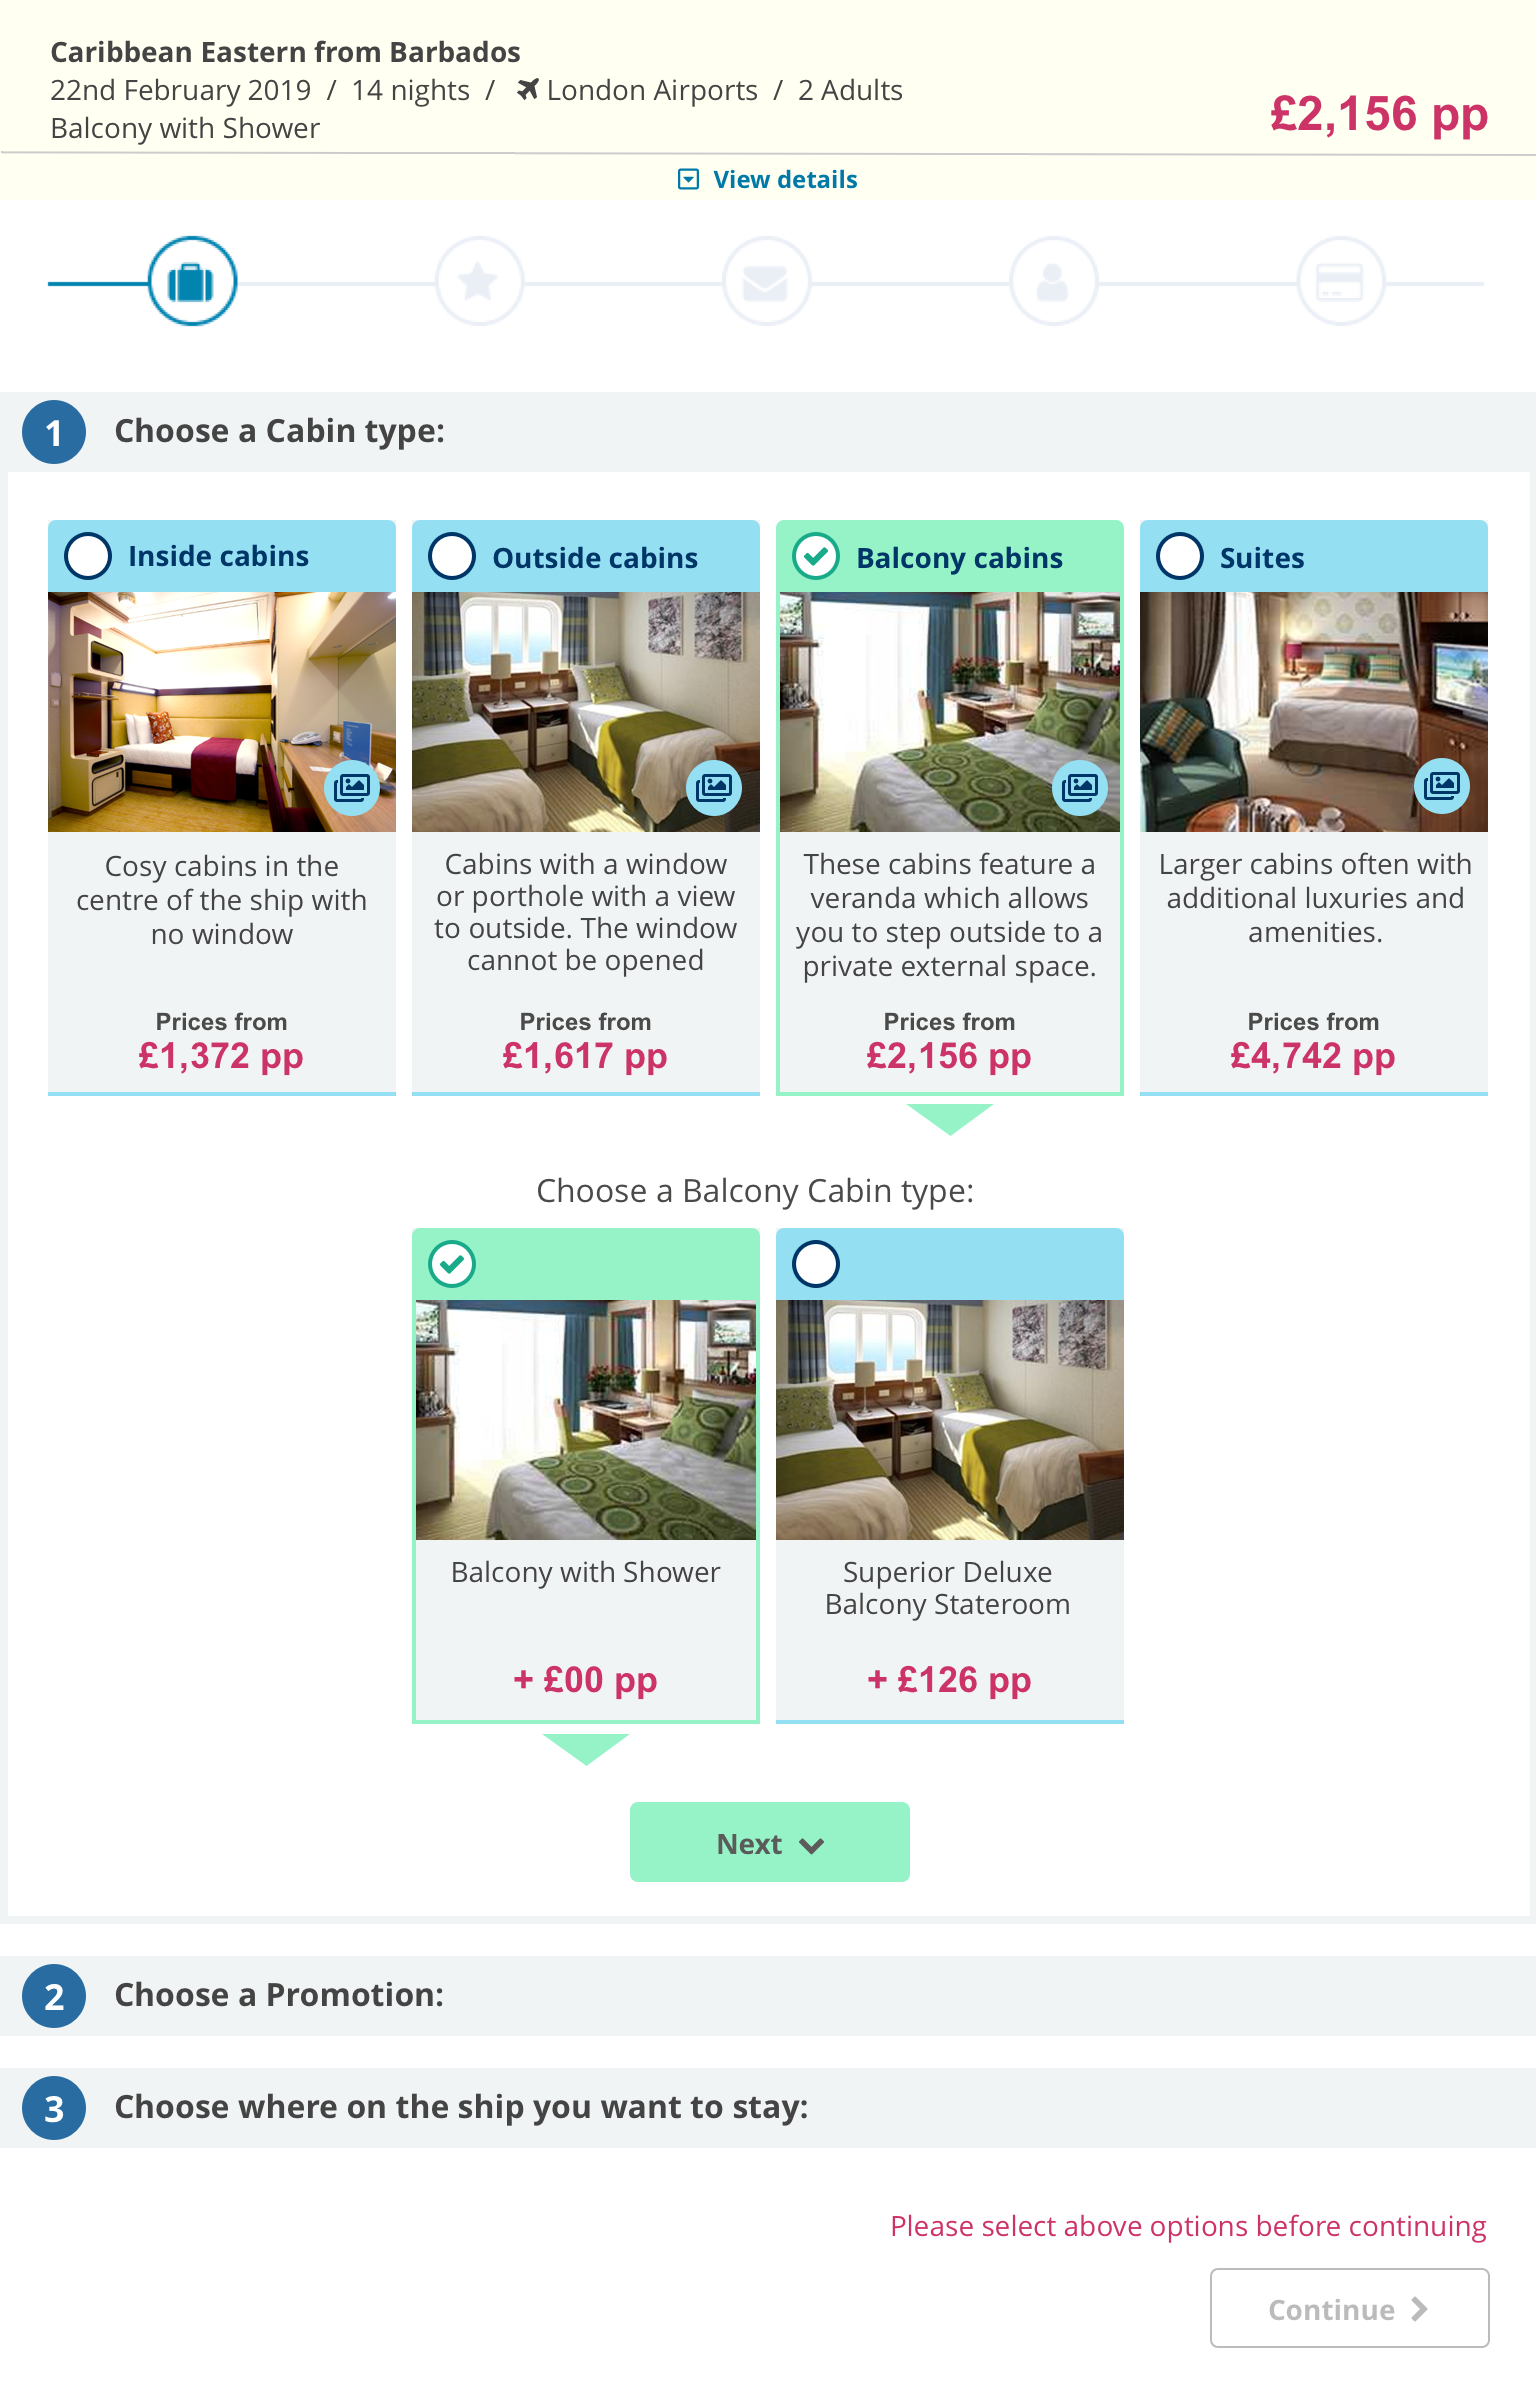 Caribbean Eastern from Barbados
22nd February 2019 / 14 nights / London Airports / 2 Adults
Balcony with Shower
£2,156 pp
View details
1 Choose a Cabin type:
Inside cabins
Cosy cabins in the
centre of the ship with
no window
Prices from
£1,372 pp
Outside cabins
Cabins with a window
or porthole with a view
to outside. The window
cannot be opened
Prices from
£1,617 pp
Balcony cabins
These cabins feature a
veranda which allows
you to step outside to a
private external space.
Prices from
£2,156 pp
Suites
Larger cabins often with
additional luxuries and
amenities.
Prices from
£4,742 pp
Choose a Balcony Cabin type:
Balcony with Shower
+ £00 pp
Superior Deluxe
Balcony Stateroom
+ £126 pp
Next
2 Choose a Promotion:
3 Choose where on the ship you want to stay:
Please select above options before continuing
Continue